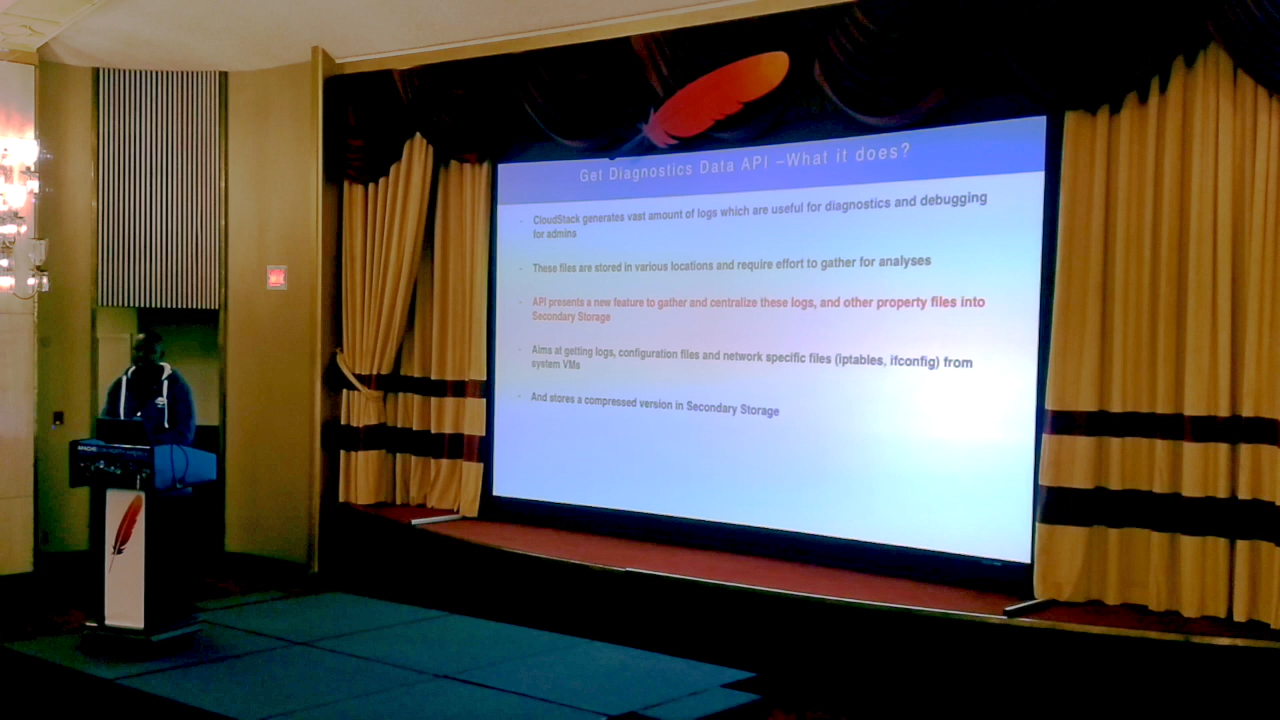 Get Diagnostics Data API –What it does?
- CloudStack generates vast amount of logs which are useful for diagnostics and debugging
for admins
- These files are stored in various locations and require effort to gather for analyses
- API presents a new feature to gather and centralize these logs, and other property files into
Secondary Storage
- Aims at getting logs, configuration files and network specific files (iptables, ifconfig) from
system VMs
- And stores a compressed version in Secondary Storage
APACHECON NORTH AMERICA